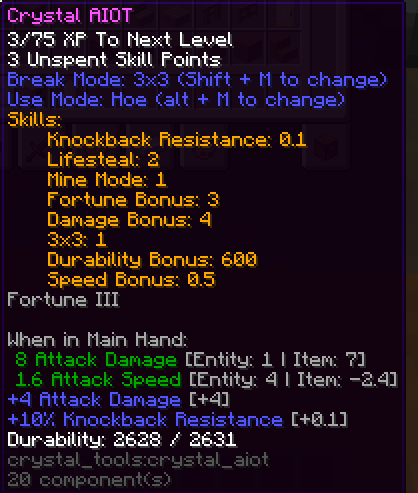 Crystal AIOT
3/75 XP To Next Level
3 Unspent Skill Points
Break Mode: 3x3 (Shift + M to change)
Use Mode: Hoe (alt + M to change)
Skills:
Knockback Resistance: 0.1
Lifesteal: 2
Mine Mode: 1
Fortune Bonus: 3
Damage Bonus: 4
3x3: 1
Durability Bonus: 600
Speed Bonus: 0.5
Fortune III
When in Main Hand:
8 Attack Damage [Entity: 1 | Item: 7]
1.6 Attack Speed [Entity: 4 | Item: -2.4]
+4 Attack Damage [+4]
+10% Knockback Resistance [+0.1]
Durability: 2628 / 2631
crystal_tools:crystal_aiot
20 component(s)